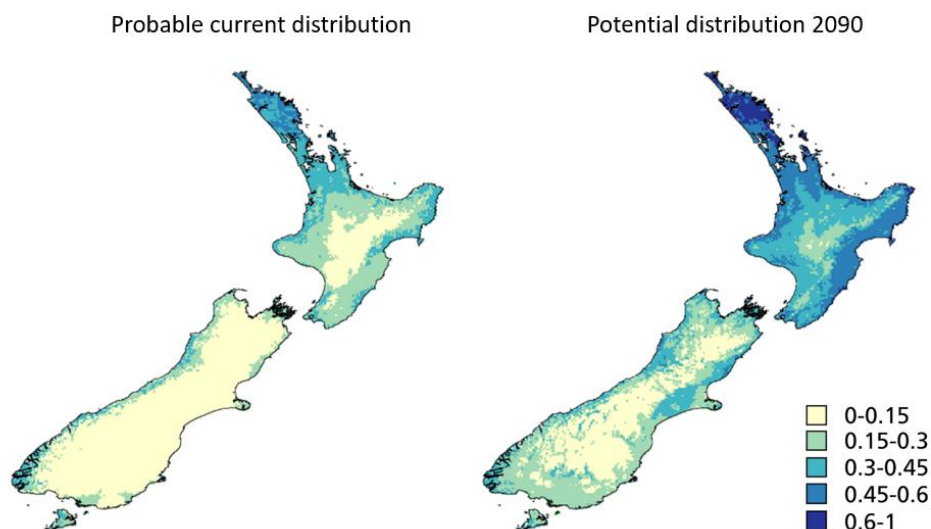 Probable current distribution
Potential distribution 2090
0-0.15
0.15-0.3
0.3-0.45
0.45-0.6
0.6-1